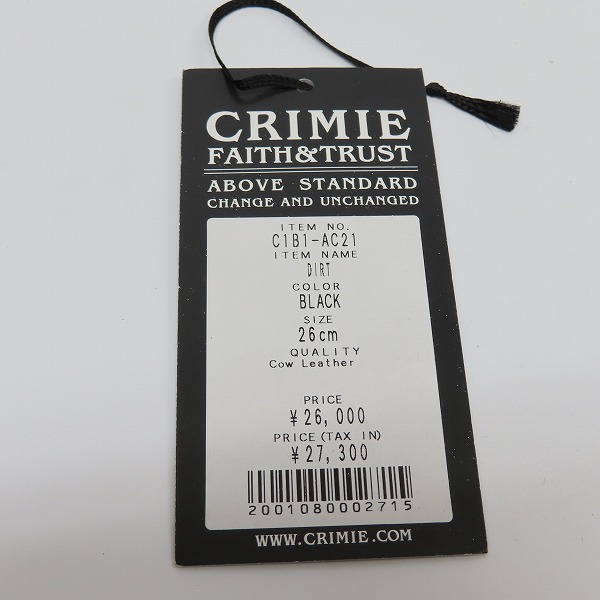 CRIMIE
FAITH&TRUST
ABOVE STANDARD
CHANGE AND UNCHANGED
ITEM NO.
C1B1-AC21
ITEM NAME
DIRT
COLOR
BLACK
SIZE
26cm
QUALITY
Cow Leather
PRICE
¥26,000
PRICE(TAX IN)
¥27,300
2001080002715
WWW.CRIMIE.COM